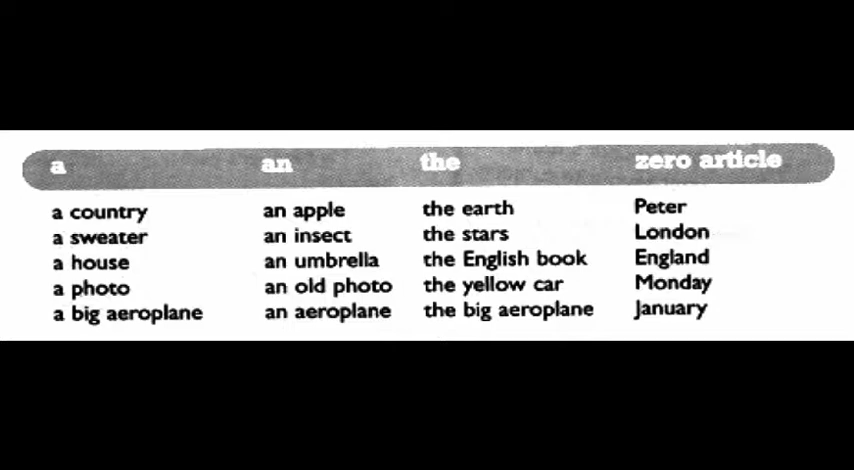 a an the zero article
a country an apple the earth Peter
a sweater an insect the stars London
a house an umbrella the English book England
a photo an old photo the yellow car Monday
a big aeroplane an aeroplane the big aeroplane January